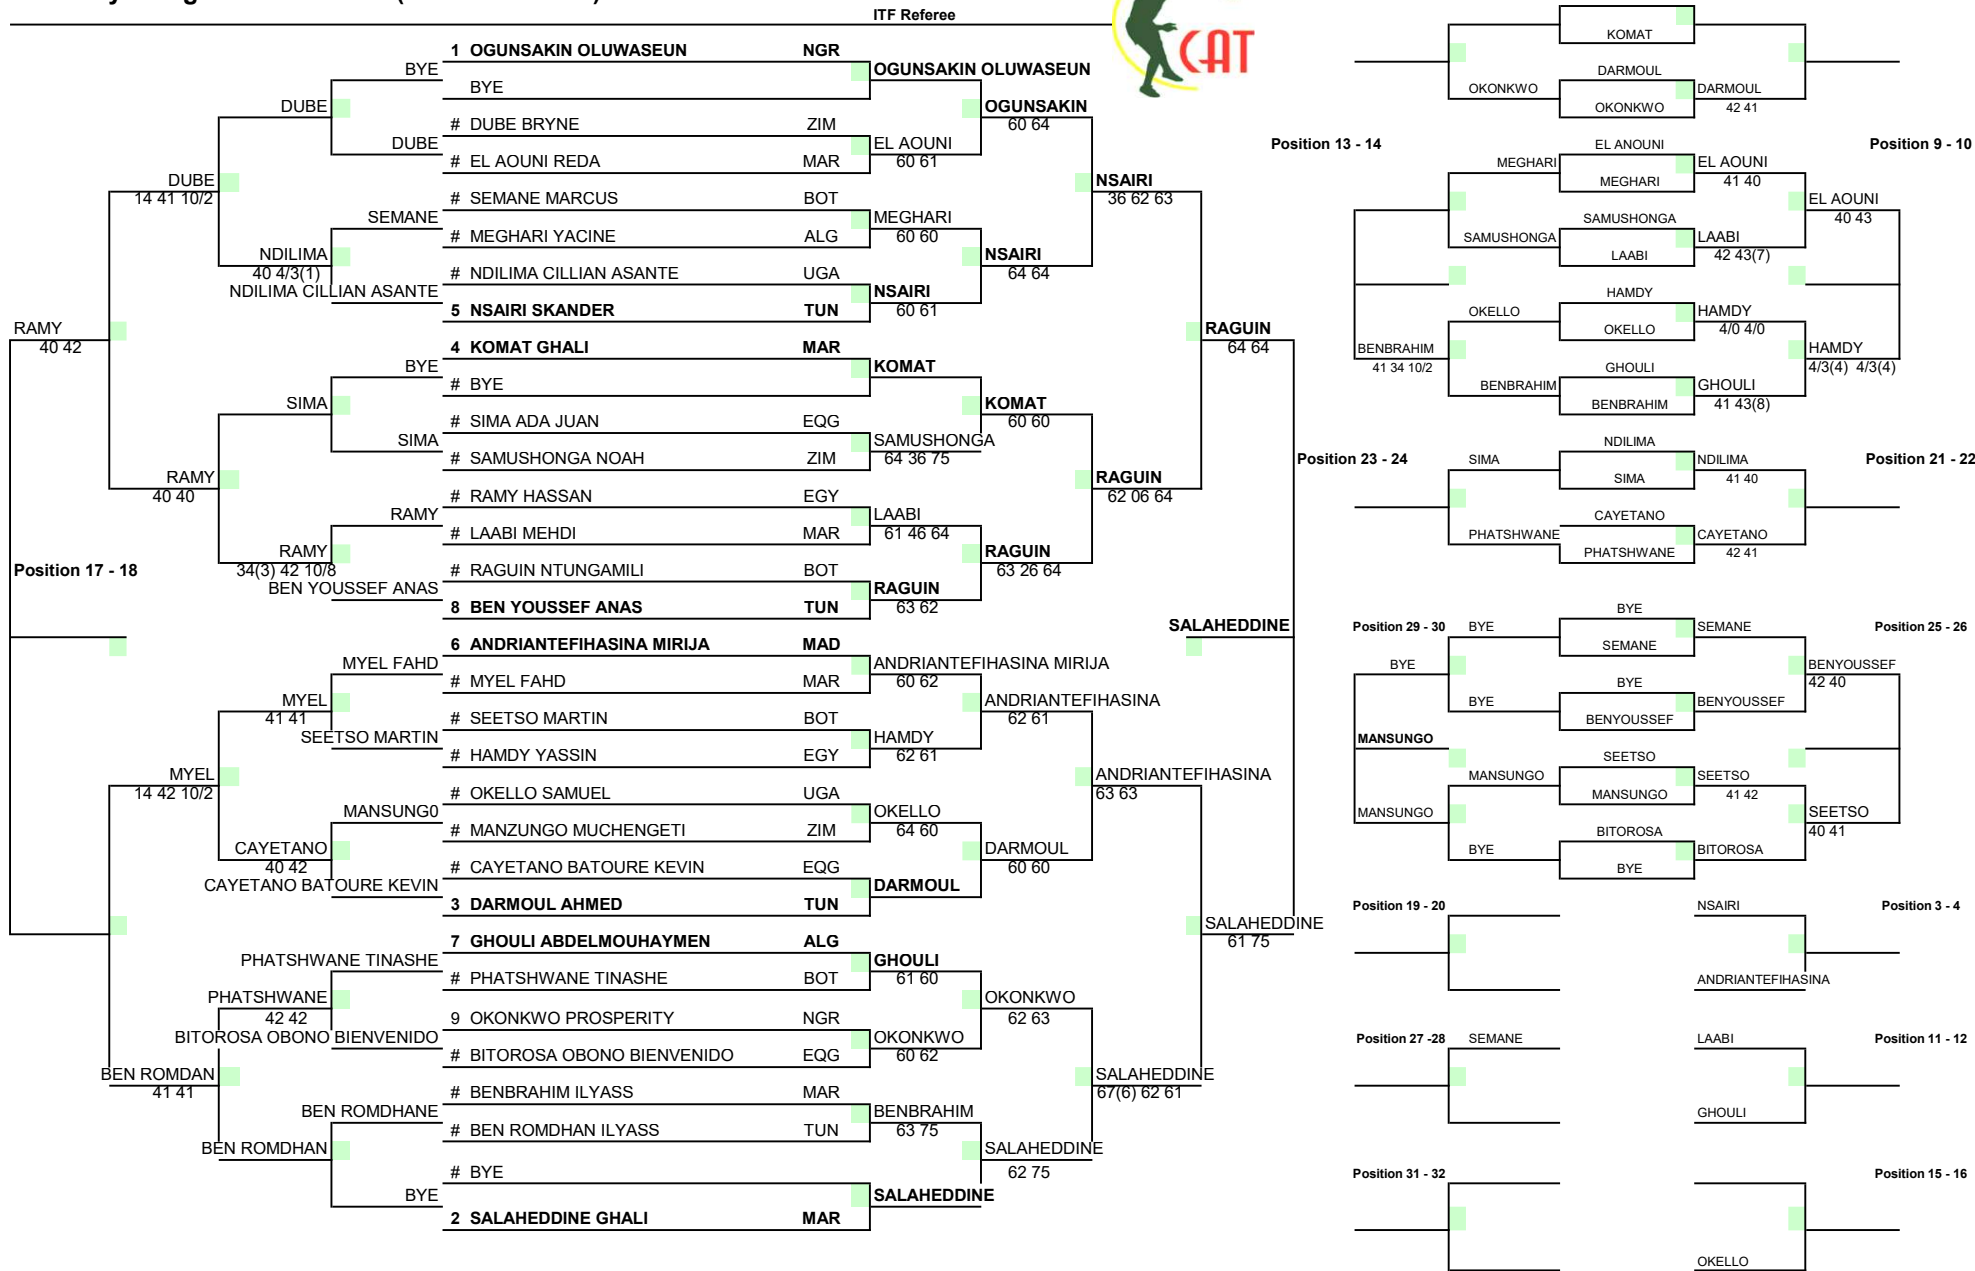 ITF Referee
CAT
1 OGUNSAKIN OLUWASEUN NGR
BYE
BYE
OGUNSAKIN OLUWASEUN
DUBE
OGUNSAKIN
60 64
# DUBE BRYNE ZIM
DUBE
EL AOUNI
60 61
# EL AOUNI REDA MAR
DUBE
14 41 10/2
NSAIRI
36 62 63
# SEMANE MARCUS BOT
SEMANE
MEGHARI
60 60
# MEGHARI YACINE ALG
NDILIMA
40 4/3(1)
NSAIRI
64 64
# NDILIMA CILLIAN ASANTE UGA
NDILIMA CILLIAN ASANTE
NSAIRI
60 61
5 NSAIRI SKANDER TUN
RAMY
40 42
RAGUIN
64 64
4 KOMAT GHALI MAR
BYE
KOMAT
# BYE
SIMA
KOMAT
60 60
# SIMA ADA JUAN EQG
SIMA
SAMUSHONGA
64 36 75
# SAMUSHONGA NOAH ZIM
RAMY
40 40
RAGUIN
62 06 64
# RAMY HASSAN EGY
RAMY
LAABI
61 46 64
# LAABI MEHDI MAR
RAMY
34(3) 42 10/8
RAGUIN
63 26 64
Position 17 - 18
# RAGUIN NTUNGAMILI BOT
BEN YOUSSEF ANAS
RAGUIN
63 62
8 BEN YOUSSEF ANAS TUN
SALAHEDDINE
6 ANDRIANTEFIHASINA MIRIJA MAD
MYEL FAHD
ANDRIANTEFIHASINA MIRIJA
60 62
# MYEL FAHD MAR
MYEL
41 41
ANDRIANTEFIHASINA
62 61
# SEETSO MARTIN BOT
SEETSO MARTIN
HAMDY
62 61
# HAMDY YASSIN EGY
MYEL
14 42 10/2
ANDRIANTEFIHASINA
63 63
# OKELLO SAMUEL UGA
MANSUNG0
OKELLO
64 60
# MANZUNGO MUCHENGETI ZIM
CAYETANO
40 42
DARMOUL
60 60
# CAYETANO BATOURE KEVIN EQG
CAYETANO BATOURE KEVIN
DARMOUL
3 DARMOUL AHMED TUN
SALAHEDDINE
61 75
7 GHOULI ABDELMOUHAYMEN ALG
PHATSHWANE TINASHE
GHOULI
61 60
# PHATSHWANE TINASHE BOT
PHATSHWANE
42 42
OKONKWO
62 63
9 OKONKWO PROSPERITY NGR
BITOROSA OBONO BIENVENIDO
OKONKWO
60 62
# BITOROSA OBONO BIENVENIDO EQG
BEN ROMDAN
41 41
SALAHEDDINE
67(6) 62 61
# BENBRAHIM ILYASS MAR
BEN ROMDHANE
BENBRAHIM
63 75
# BEN ROMDHAN ILYASS TUN
BEN ROMDHAN
SALAHEDDINE
62 75
# BYE
BYE
SALAHEDDINE
2 SALAHEDDINE GHALI MAR
KOMAT
DARMOUL
OKONKWO
DARMOUL
OKONKWO
42 41
Position 13 - 14
Position 9 - 10
EL ANOUNI
MEGHARI
EL AOUNI
MEGHARI
41 40
EL AOUNI
40 43
SAMUSHONGA
SAMUSHONGA
LAABI
LAABI
42 43(7)
HAMDY
OKELLO
HAMDY
OKELLO
4/0 4/0
BENBRAHIM
41 34 10/2
HAMDY
4/3(4) 4/3(4)
GHOULI
BENBRAHIM
GHOULI
BENBRAHIM
41 43(8)
NDILIMA
Position 23 - 24
SIMA
NDILIMA
Position 21 - 22
SIMA
41 40
CAYETANO
PHATSHWANE
CAYETANO
PHATSHWANE
42 41
BYE
Position 29 - 30
BYE
SEMANE
Position 25 - 26
SEMANE
BYE
BENYOUSSEF
42 40
BYE
BYE
BENYOUSSEF
BENYOUSSEF
MANSUNGO
SEETSO
MANSUNGO
SEETSO
MANSUNGO
41 42
MANSUNGO
SEETSO
40 41
BITOROSA
BYE
BITOROSA
BYE
Position 19 - 20
NSAIRI
Position 3 - 4
ANDRIANTEFIHASINA
Position 27 -28
SEMANE
LAABI
Position 11 - 12
GHOULI
Position 31 - 32
Position 15 - 16
OKELLO